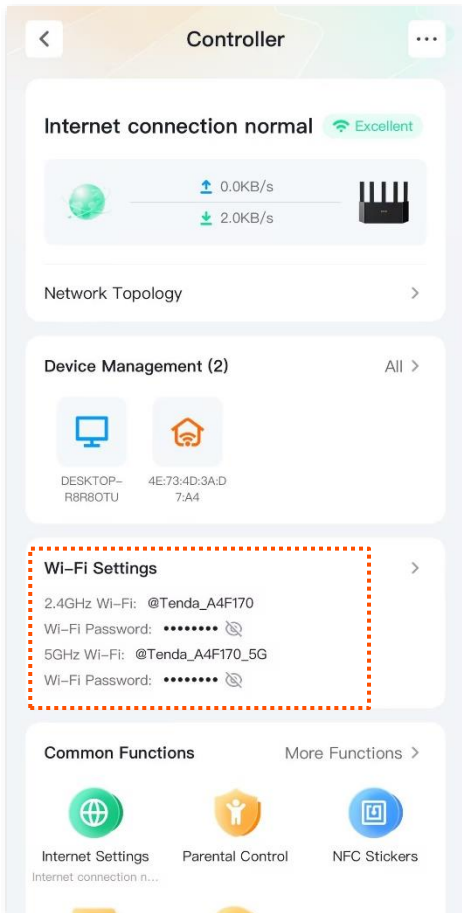 Controller
Internet connection normal Excellent
0.0KB/s
2.0KB/s
Network Topology
Device Management (2) All
DESKTOP-
R8R8OTU
4E:73:4D:3A:D
7:A4
Wi-Fi Settings
2.4GHz Wi-Fi: @Tenda_A4F170
Wi-Fi Password: ••••••••
5GHz Wi-Fi: @Tenda_A4F170_5G
Wi-Fi Password: ••••••••
Common Functions More Functions
Internet Settings Parental Control NFC Stickers
Internet connection n...